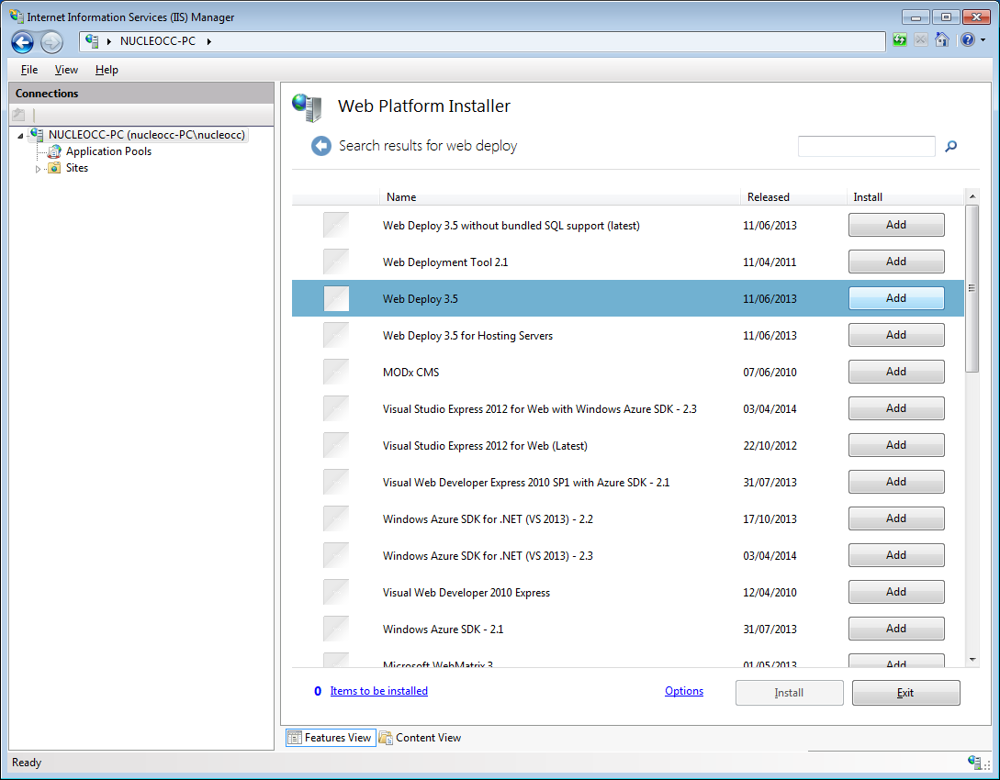 Internet Information Services (IIS) Manager
NUCLEOCC-PC
File View Help
Connections
NUCLEOCC-PC (nucleocc-PC\nucleocc)
Application Pools
Sites
Web Platform Installer
Search results for web deploy
Name Released Install
Web Deploy 3.5 without bundled SQL support (latest) 11/06/2013 Add
Web Deployment Tool 2.1 11/04/2011 Add
Web Deploy 3.5 11/06/2013 Add
Web Deploy 3.5 for Hosting Servers 11/06/2013 Add
MODx CMS 07/06/2010 Add
Visual Studio Express 2012 for Web with Windows Azure SDK - 2.3 03/04/2014 Add
Visual Studio Express 2012 for Web (Latest) 22/10/2012 Add
Visual Web Developer Express 2010 SP1 with Azure SDK - 2.1 31/07/2013 Add
Windows Azure SDK for .NET (VS 2013) - 2.2 17/10/2013 Add
Windows Azure SDK for .NET (VS 2013) - 2.3 03/04/2014 Add
Visual Web Developer 2010 Express 12/04/2010 Add
Windows Azure SDK - 2.1 31/07/2013 Add
Microsoft WebMatrix 3 01/05/2013 Add
0 Items to be installed Options Install Exit
Features View Content View
Ready